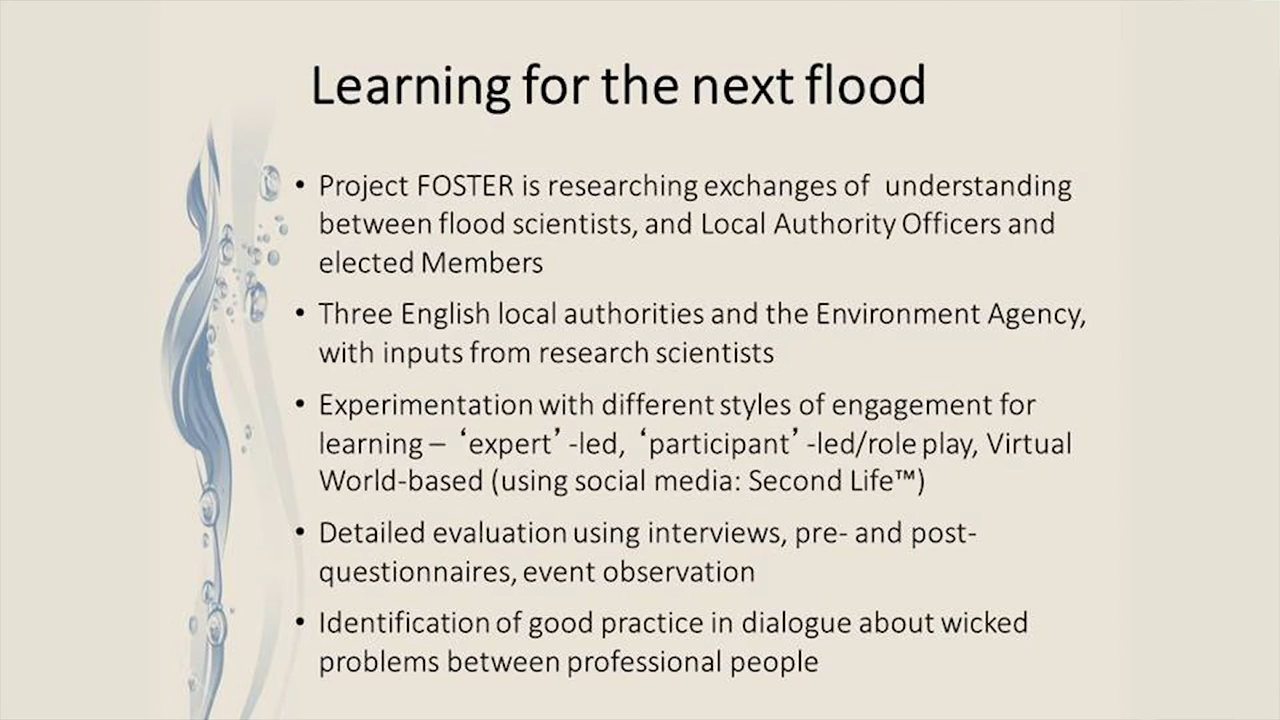 Learning for the next flood
• Project FOSTER is researching exchanges of  understanding
between flood scientists, and Local Authority Officers and
elected Members
• Three English local authorities and the Environment Agency,
with inputs from research scientists
• Experimentation with different styles of engagement for
learning – ‘expert’-led, ‘participant’-led/role play, Virtual
World-based (using social media: Second Life™)
• Detailed evaluation using interviews, pre- and post-
questionnaires, event observation
• Identification of good practice in dialogue about wicked
problems between professional people